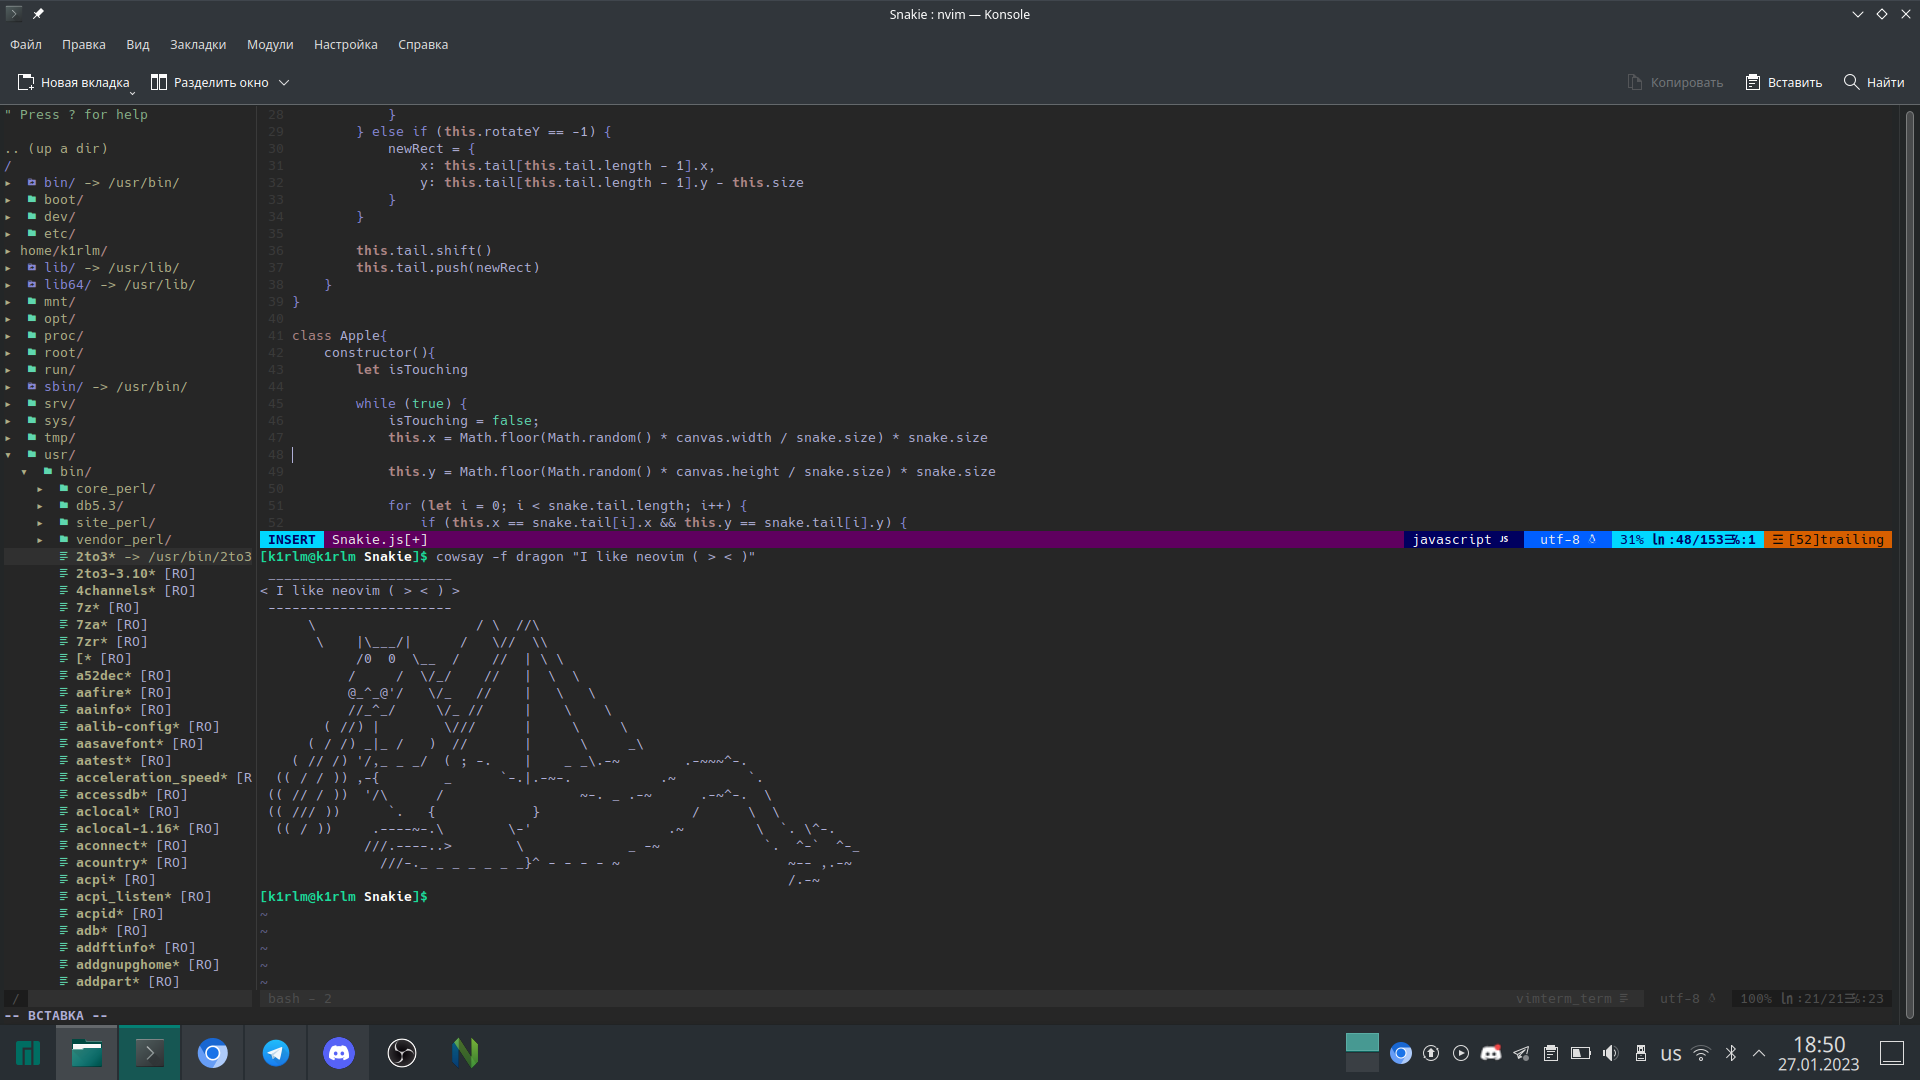 Snakie : nvim — Konsole
Файл Правка Вид Закладки Модули Настройка Справка
Новая вкладка Разделить окно Копировать Вставить Найти
" Press ? for help
.. (up a dir)
/
▸ bin/ -> /usr/bin/
▸ boot/
▸ dev/
▸ etc/
▸ home/k1rlm/
▸ lib/ -> /usr/lib/
▸ lib64/ -> /usr/lib/
▸ mnt/
▸ opt/
▸ proc/
▸ root/
▸ run/
▸ sbin/ -> /usr/bin/
▸ srv/
▸ sys/
▸ tmp/
▾ usr/
▾ bin/
▸ core_perl/
▸ db5.3/
▸ site_perl/
▸ vendor_perl/
2to3* -> /usr/bin/2to3
2to3-3.10* [RO]
4channels* [RO]
7z* [RO]
7za* [RO]
7zr* [RO]
[* [RO]
a52dec* [RO]
aafire* [RO]
aainfo* [RO]
aalib-config* [RO]
aasavefont* [RO]
aatest* [RO]
acceleration_speed* [R
accessdb* [RO]
aclocal* [RO]
aclocal-1.16* [RO]
aconnect* [RO]
acountry* [RO]
acpi* [RO]
acpi_listen* [RO]
acpid* [RO]
adb* [RO]
addftinfo* [RO]
addgnupghome* [RO]
addpart* [RO]
/
28             }
29         } else if (this.rotateY == -1) {
30             newRect = {
31                 x: this.tail[this.tail.length - 1].x,
32                 y: this.tail[this.tail.length - 1].y - this.size
33             }
34         }
35
36         this.tail.shift()
37         this.tail.push(newRect)
38     }
39 }
40
41 class Apple{
42     constructor(){
43         let isTouching
44
45         while (true) {
46             isTouching = false;
47             this.x = Math.floor(Math.random() * canvas.width / snake.size) * snake.size
48
49             this.y = Math.floor(Math.random() * canvas.height / snake.size) * snake.size
50
51             for (let i = 0; i < snake.tail.length; i++) {
52                 if (this.x == snake.tail[i].x && this.y == snake.tail[i].y) {
INSERT Snakie.js[+] javascript JS utf-8 31% ln:48/153☰%:1 ☲[52]trailing
[k1rlm@k1rlm Snakie]$ cowsay -f dragon "I like neovim ( > < )"
< I like neovim ( > < ) >
[k1rlm@k1rlm Snakie]$
~
~
~
~
~
bash - 2 vimterm_term utf-8 100% ln:21/21☰%:23
-- ВСТАВКА --
us 18:50
27.01.2023